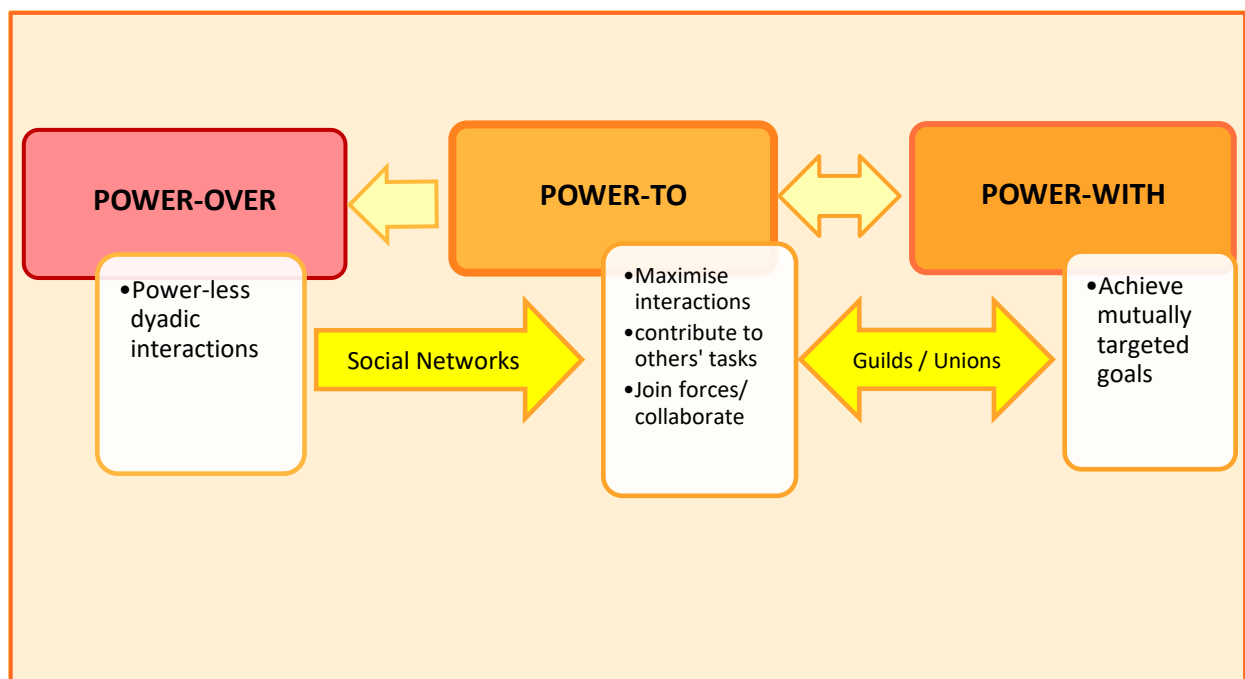 POWER-OVER
•Power-less
dyadic
interactions
Social Networks
POWER-TO
•Maximise
interactions
•contribute to
others' tasks
•Join forces/
collaborate
Guilds / Unions
POWER-WITH
•Achieve
mutually
targeted
goals